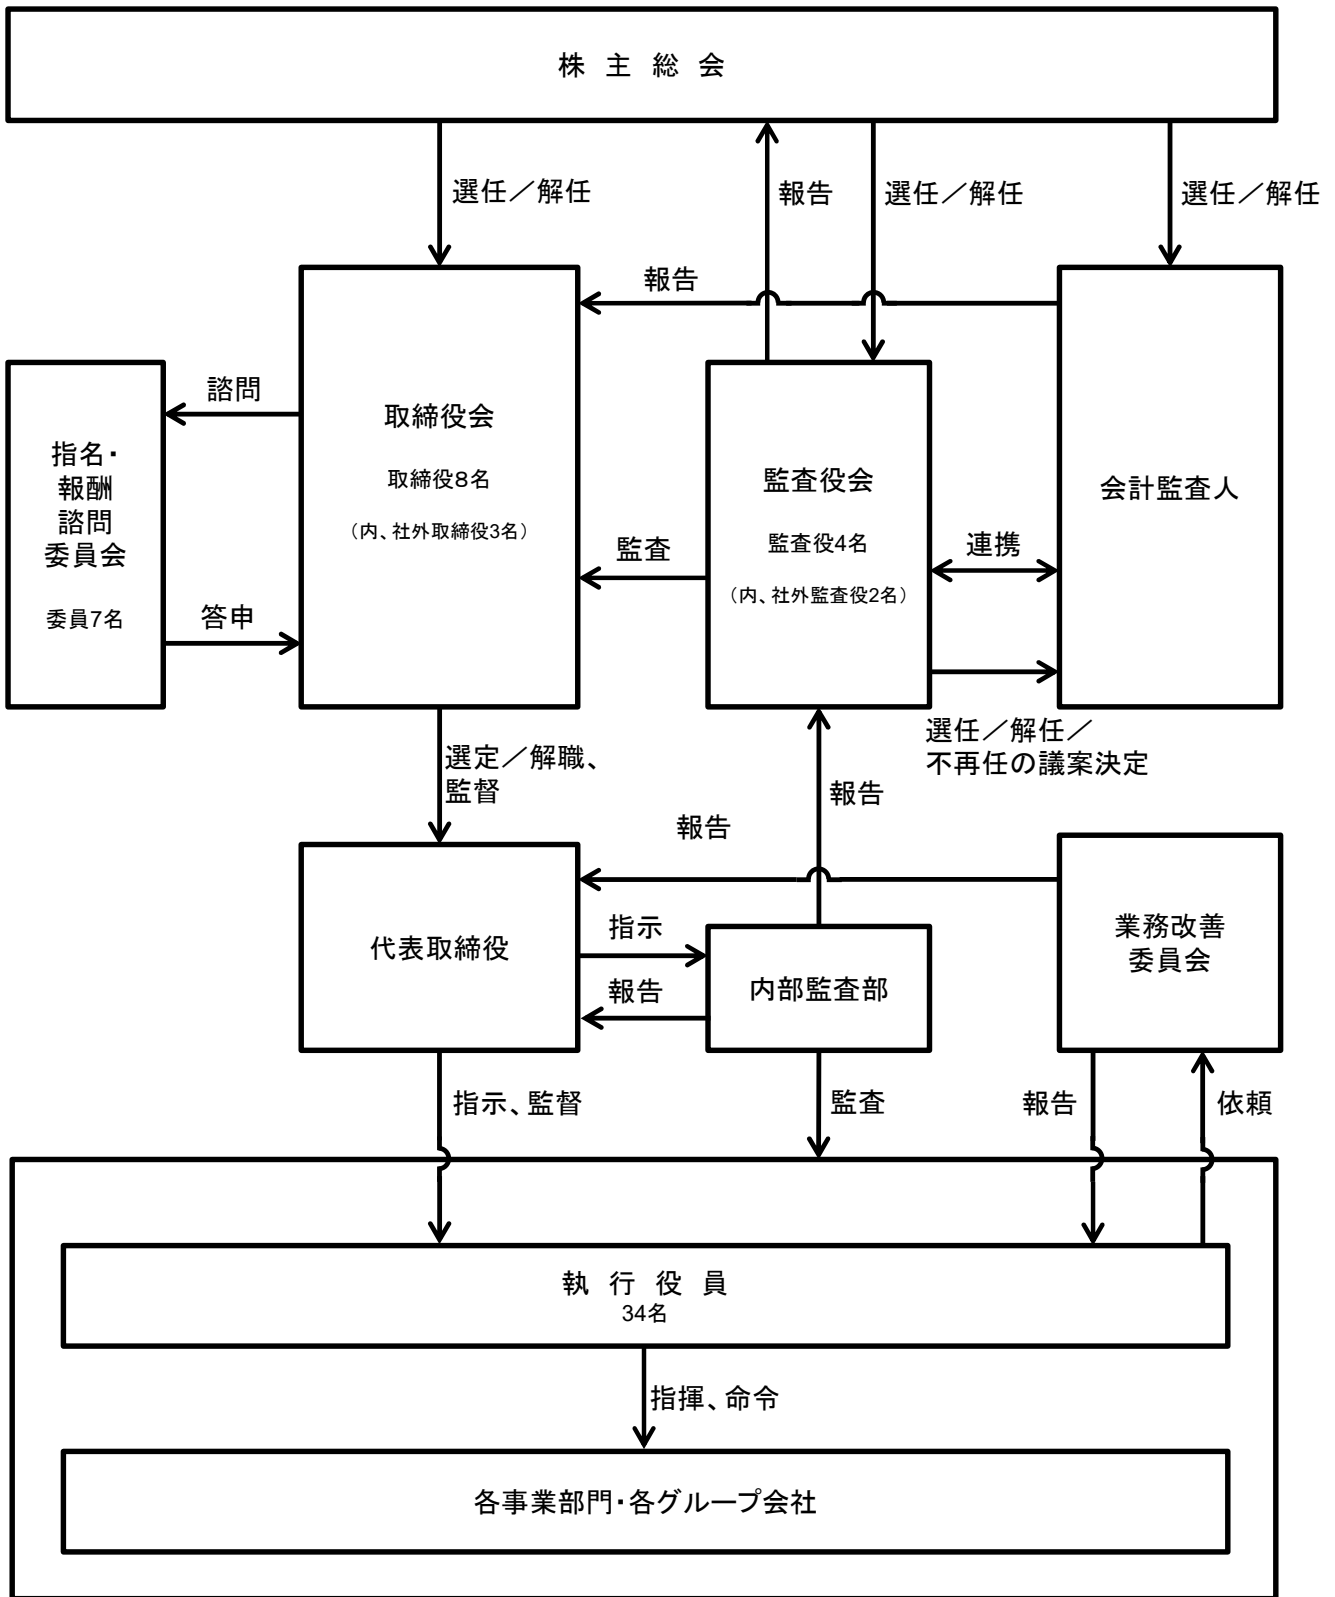 株 主 総 会
選任／解任
報告
選任／解任
選任／解任
報告
諮問
指名・
報酬
諮問
委員会
委員7名
答申
取締役会
取締役8名
（内、社外取締役3名）
監査
監査役会
監査役4名
（内、社外監査役2名）
連携
会計監査人
選任／解任／
不再任の議案決定
選定／解職、
監督
報告
報告
代表取締役
指示
報告
内部監査部
業務改善
委員会
指示、監督
監査
報告
依頼
執 行 役 員
34名
指揮、命令
各事業部門・各グループ会社